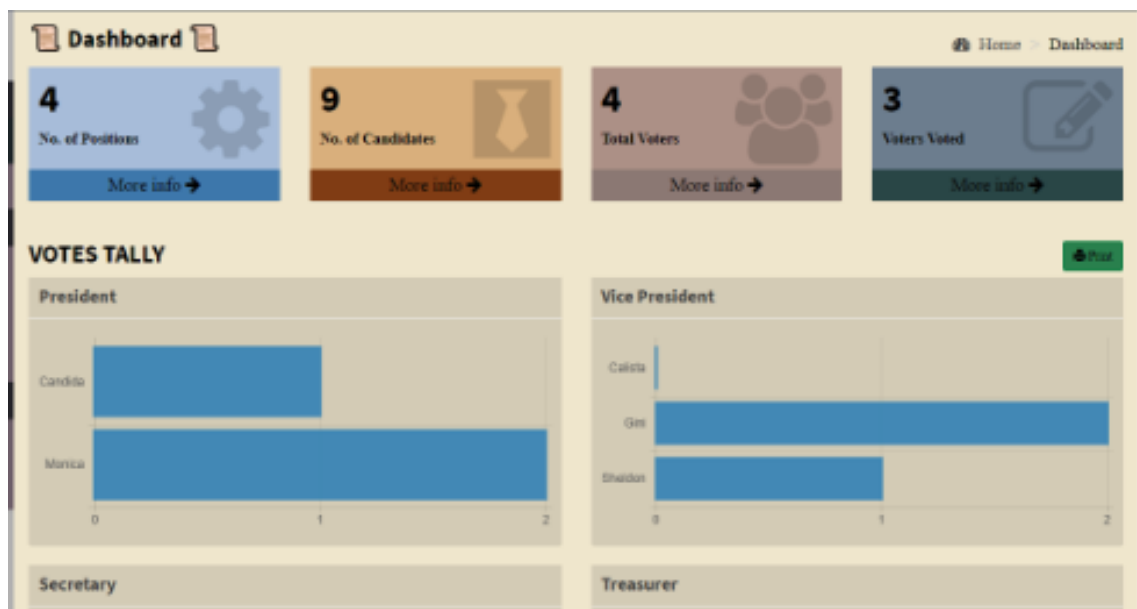 Dashboard
Home > Dashboard
4
No. of Positions
More info
9
No. of Candidates
More info
4
Total Voters
More info
3
Voters Voted
More info
VOTES TALLY
Print
President
Candida
Monica
0 1 2
Vice President
Calista
Gini
Sheldon
0 1 2
Secretary
Treasurer